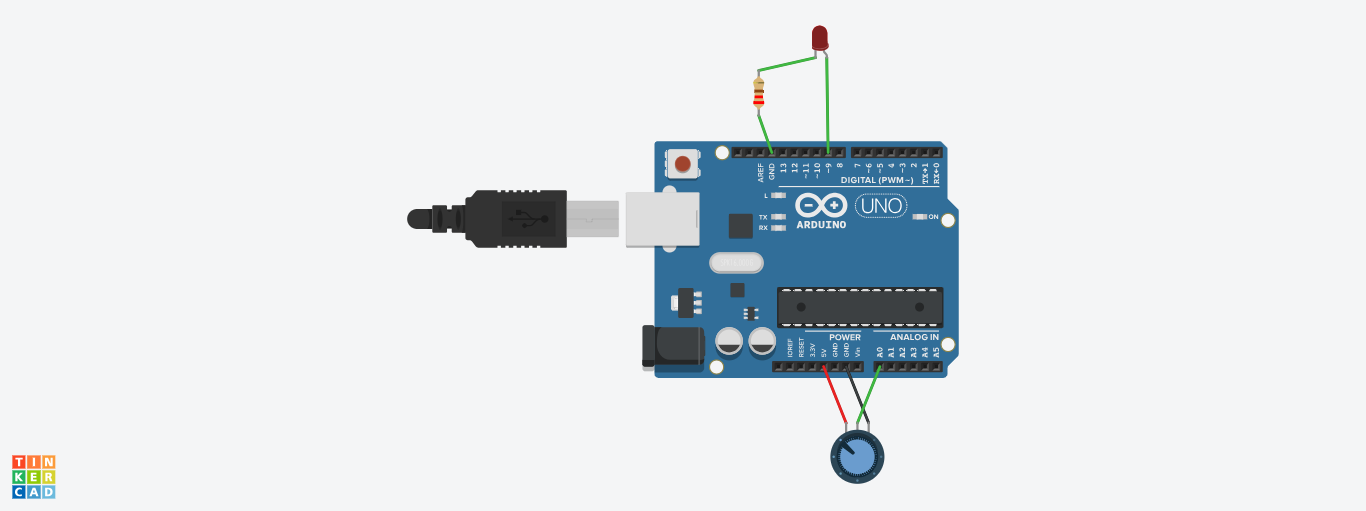 AREF
GND
13
12
~11
~10
~9
8
7
~6
~5
4
~3
2
TX→1
RX←0
DIGITAL (PWM~)
L
TX
RX
ARDUINO
UNO
ON
POWER
ANALOG IN
IOREF
RESET
3.3V
5V
GND
GND
Vin
A0
A1
A2
A3
A4
A5
TIN
KER
CAD